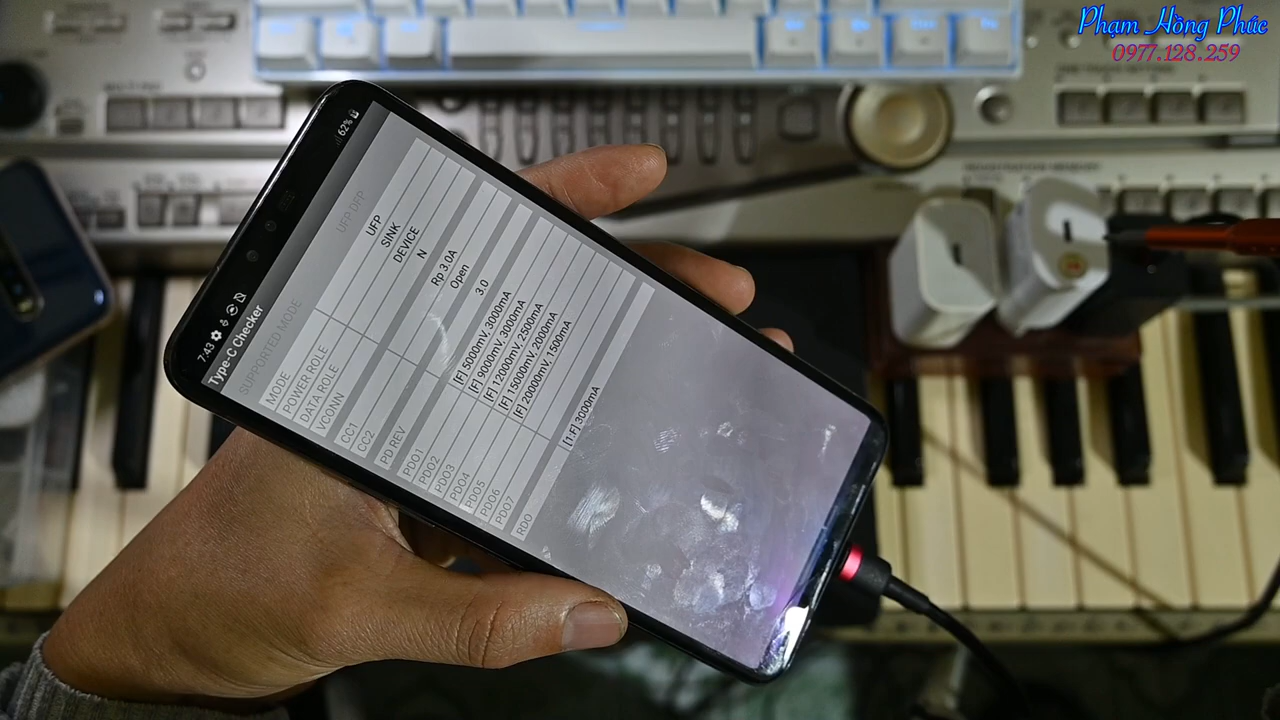 Phạm Hồng Phúc
0977.128.259
7:43
62%
Type-C Checker
SUPPORTED MODE UFP DFP
MODE UFP
POWER ROLE SINK
DATA ROLE DEVICE
VCONN N
CC1 Rp 3.0A
CC2 Open
PD REV 3.0
PDO1 [F] 5000mV, 3000mA
PDO2 [F] 9000mV, 3000mA
PDO3 [F] 12000mV, 2500mA
PDO4 [F] 15000mV, 2000mA
PDO5 [F] 20000mV, 1500mA
PDO6
PDO7
RDO [1:F] 3000mA